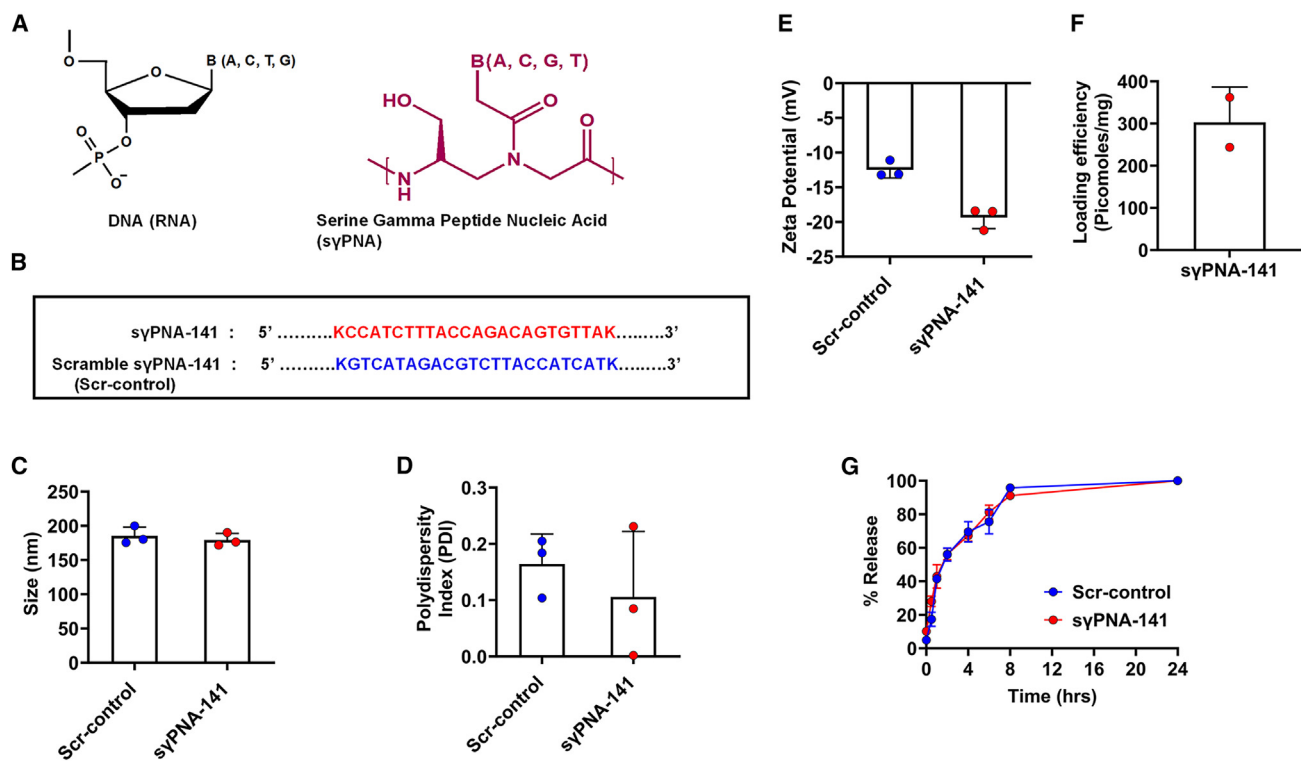 A
O
O
B (A, C, T, G)
O
O
P
O⁻
DNA (RNA)
B(A, C, G, T)
HO
O
O
N
N
H
Serine Gamma Peptide Nucleic Acid
(sγPNA)
B
sγPNA-141 : 5’ ……….KCCATCTTTACCAGACAGTGTTAK……..3’
Scramble sγPNA-141 : 5’ ……….KGTCATAGACGTCTTACCATCATK……..3’
(Scr-control)
C
Size (nm)
250
200
150
100
50
0
Scr-control
sγPNA-141
D
Polydispersity
Index (PDI)
0.3
0.2
0.1
0.0
Scr-control
sγPNA-141
E
Zeta Potential (mV)
0
-5
-10
-15
-20
-25
Scr-control
sγPNA-141
F
Loading efficiency
(Picomoles/mg)
400
300
200
100
0
sγPNA-141
G
% Release
100
80
60
40
20
0
Scr-control
sγPNA-141
0 4 8 12 16 20 24
Time (hrs)